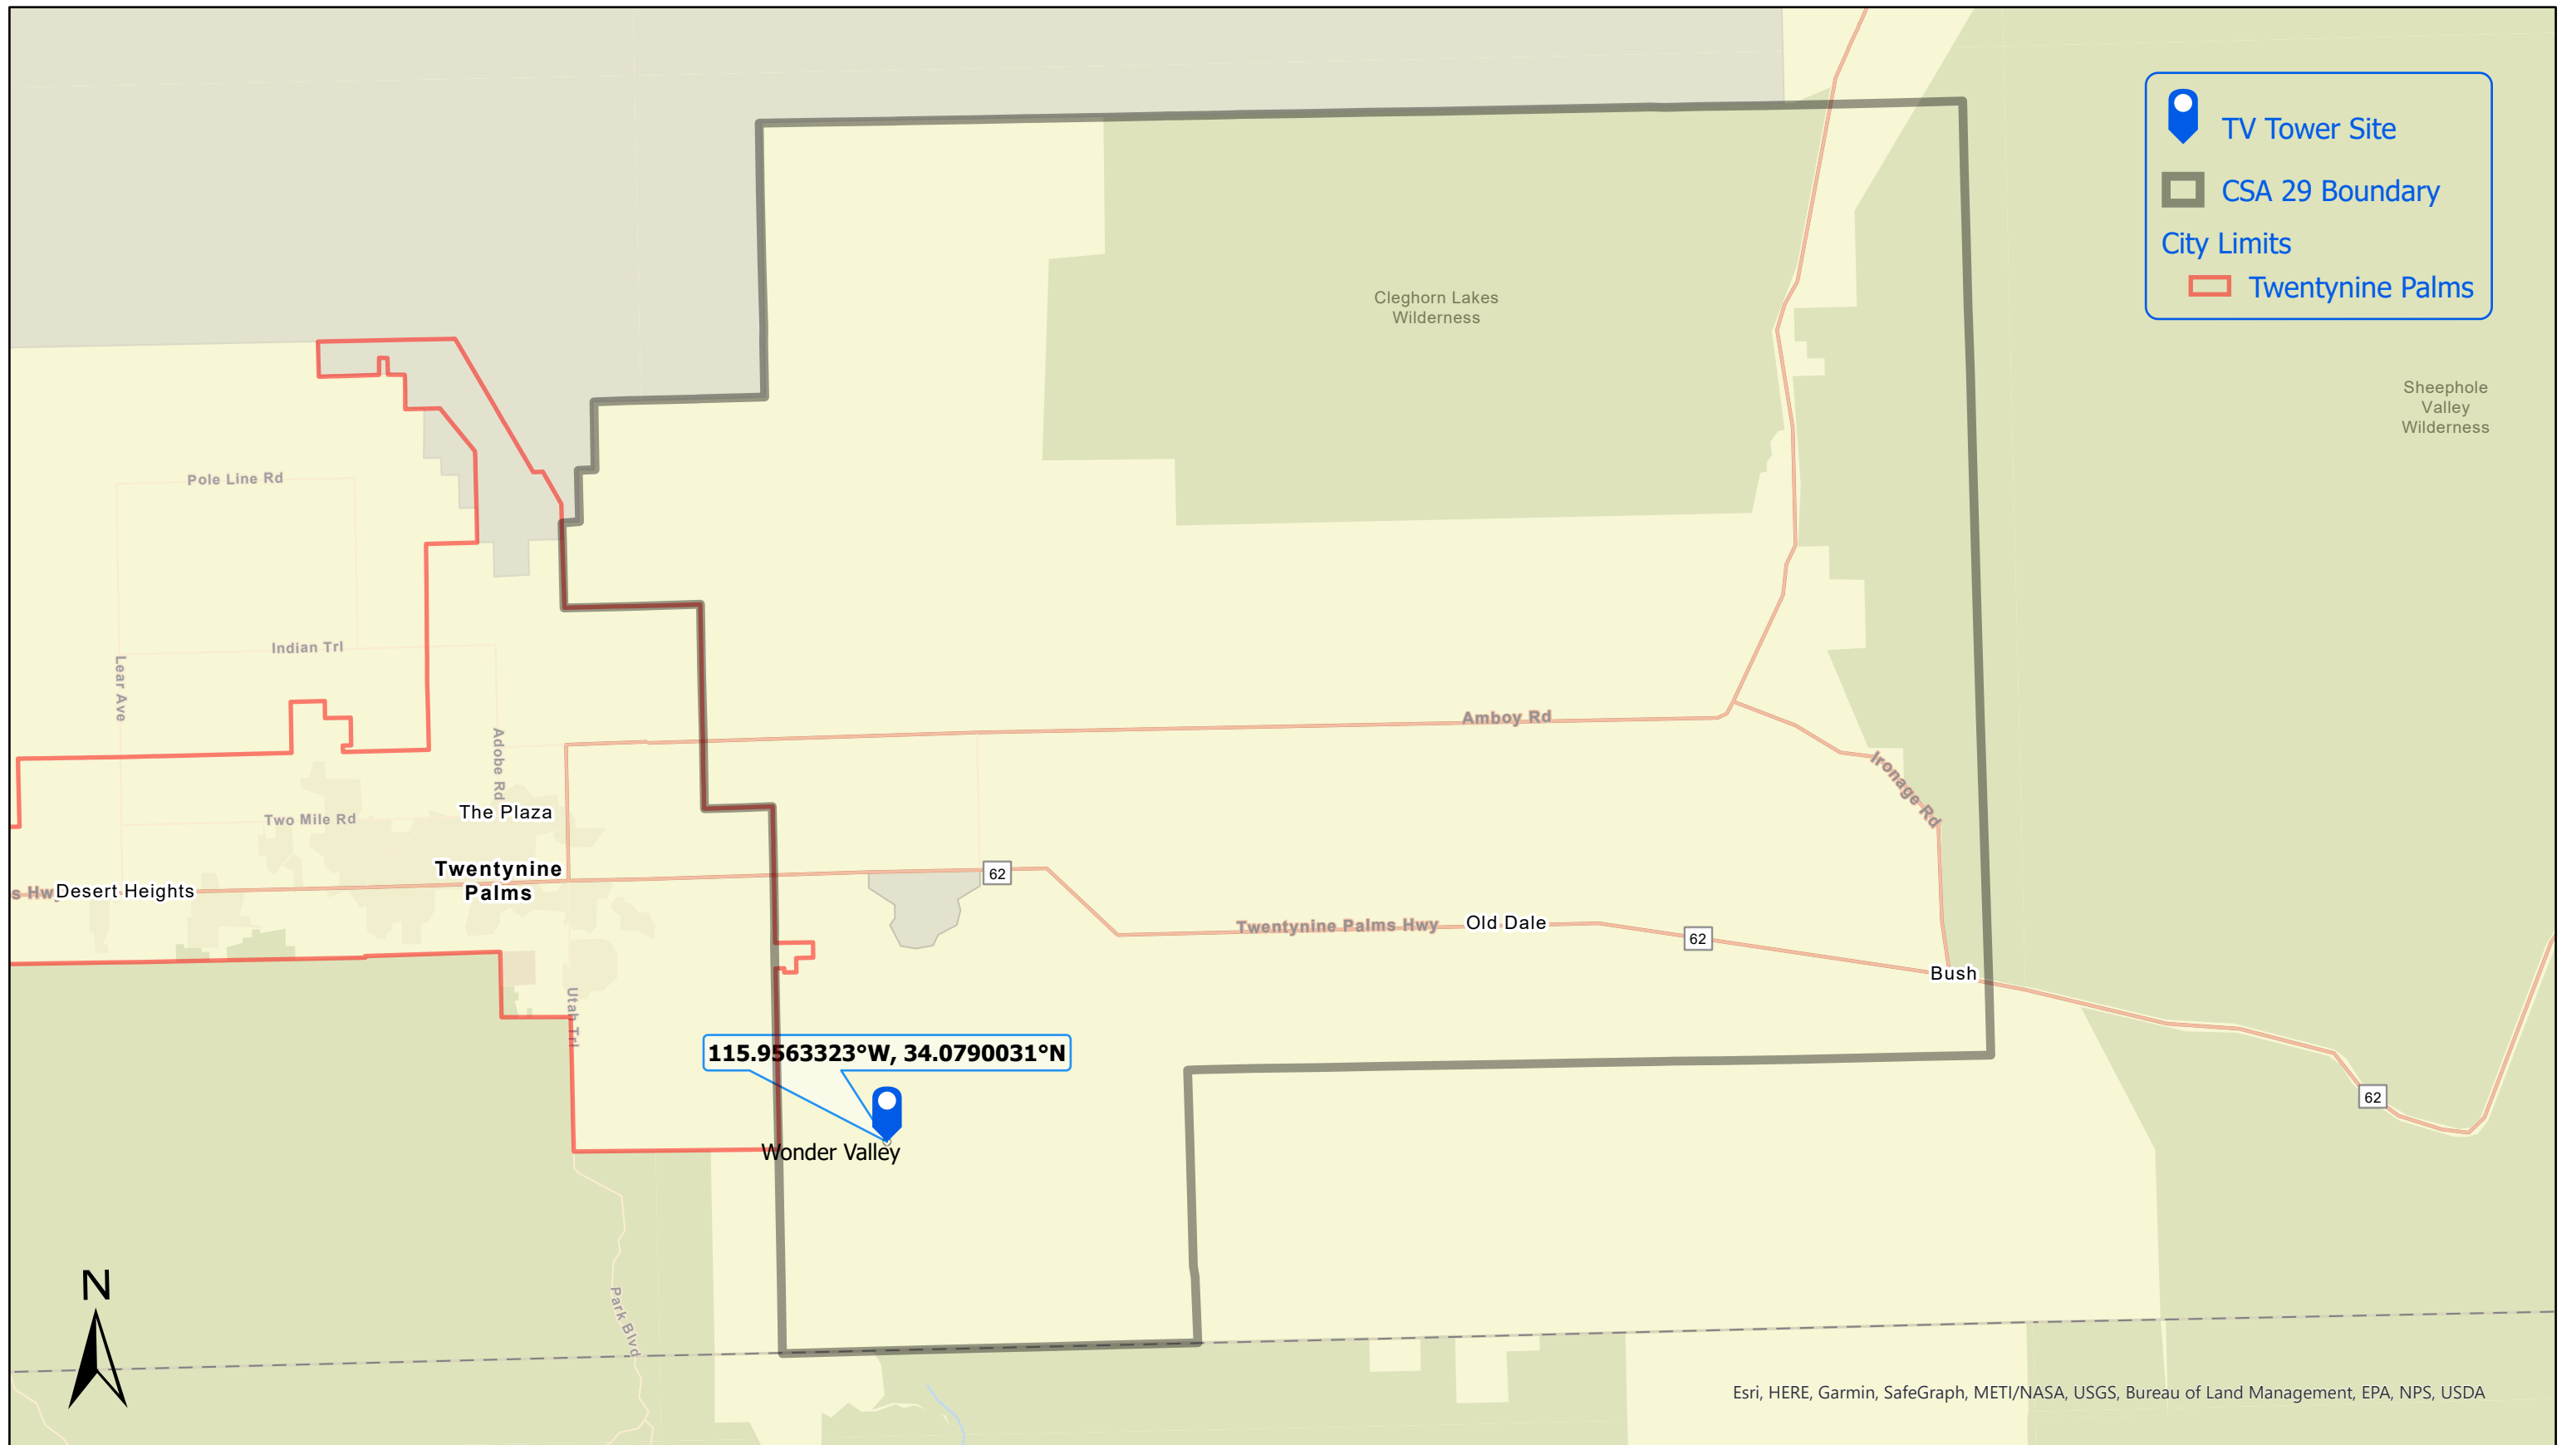 TV Tower Site
CSA 29 Boundary
City Limits
Twentynine Palms
Cleghorn Lakes
Wilderness
Sheephole
Valley
Wilderness
Pole Line Rd
Indian Trl
Lear Ave
Adobe Rd
Amboy Rd
Ironage Rd
The Plaza
Two Mile Rd
Twentynine
Palms
62
s Hwy
Desert Heights
Twentynine Palms Hwy
Old Dale
62
Bush
Utah Trl
115.9563323°W, 34.0790031°N
62
Wonder Valley
N
Park Blvd
Esri, HERE, Garmin, SafeGraph, METI/NASA, USGS, Bureau of Land Management, EPA, NPS, USDA